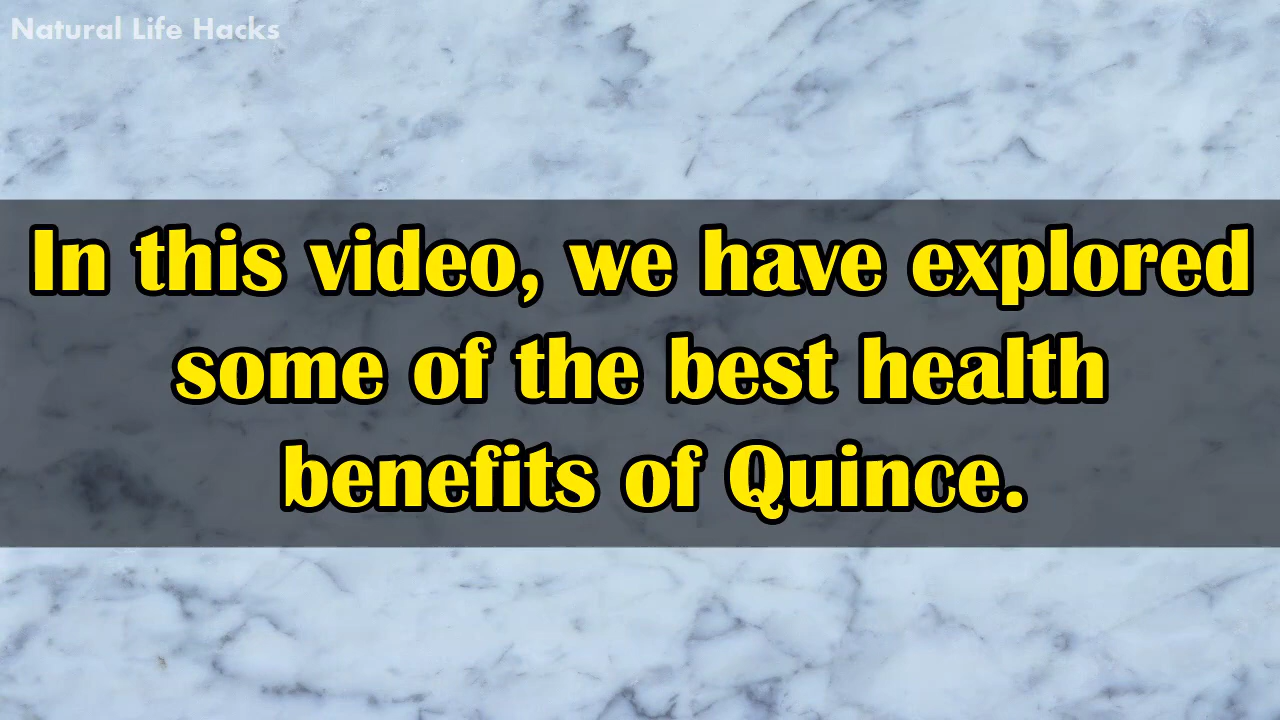 Natural Life Hacks
In this video, we have explored
some of the best health
benefits of Quince.